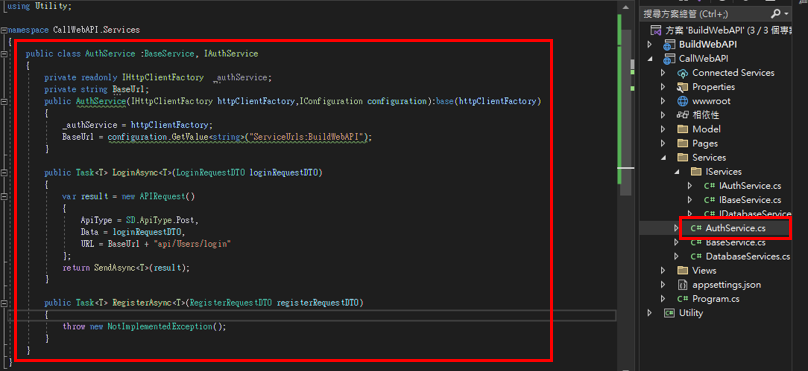 using Utility;
namespace CallWebAPI.Services
{
public class AuthService :BaseService, IAuthService
{
private readonly IHttpClientFactory _authService;
private string BaseUrl;
public AuthService(IHttpClientFactory httpClientFactory,IConfiguration configuration):base(httpClientFactory)
{
_authService = httpClientFactory;
BaseUrl = configuration.GetValue<string>("ServiceUrls:BuildWebAPI");
}
public Task<T> LoginAsync<T>(LoginRequestDTO loginRequestDTO)
{
var result = new APIRequest()
{
ApiType = SD.ApiType.Post,
Data = loginRequestDTO,
URL = BaseUrl + "api/Users/login"
};
return SendAsync<T>(result);
}
public Task<T> RegisterAsync<T>(RegisterRequestDTO registerRequestDTO)
{
throw new NotImplementedException();
}
}
}
搜尋方案總管 (Ctrl+;)
方案 'BuildWebAPI' (3 / 3 個專
BuildWebAPI
CallWebAPI
Connected Services
Properties
wwwroot
相依性
Model
Pages
Services
IServices
C# IAuthService.cs
C# IBaseService.cs
C# IDatabaseService
C# AuthService.cs
C# BaseService.cs
C# DatabaseServices.cs
Views
appsettings.json
C# Program.cs
C# Utility